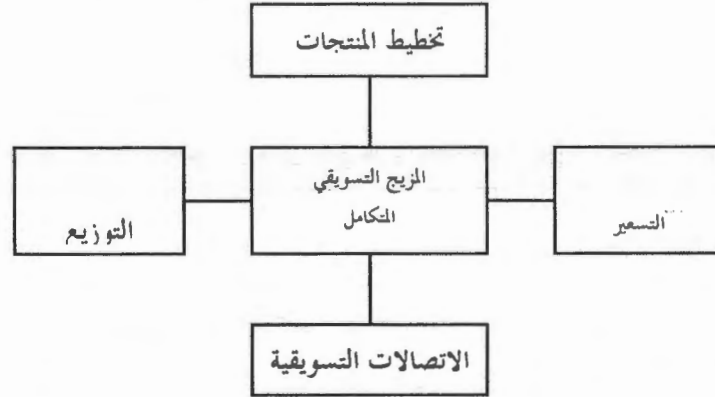 تخطيط المنتجات
المزيج التسويقي
المتكامل
التسعير
التوزيع
الاتصالات التسويقية